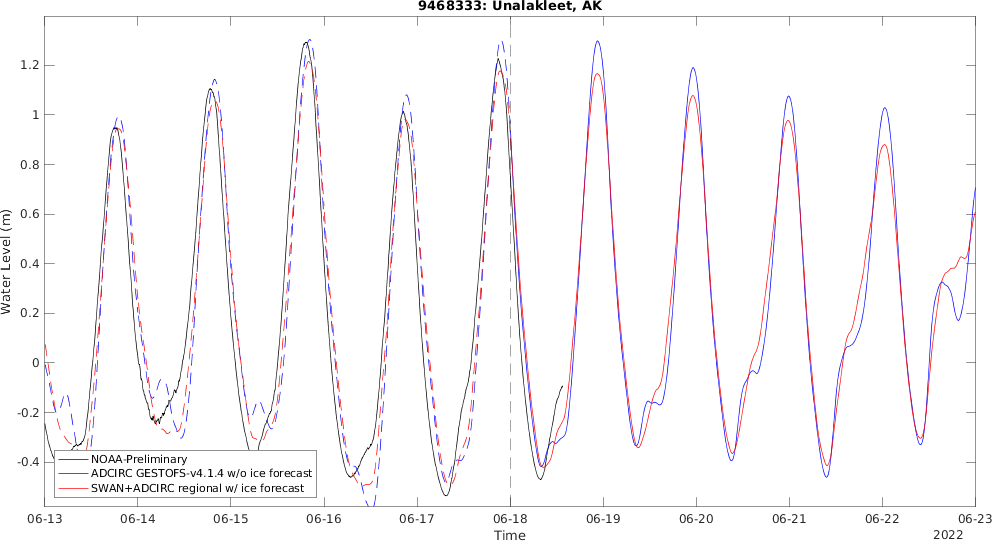 9468333: Unalakleet, AK
Water Level (m)
1.2
1
0.8
0.6
0.4
0.2
0
-0.2
-0.4
NOAA-Preliminary
ADCIRC GESTOFS-v4.1.4 w/o ice forecast
SWAN+ADCIRC regional w/ ice forecast
06-13 06-14 06-15 06-16 06-17 06-18 06-19 06-20 06-21 06-22 06-23
Time
2022